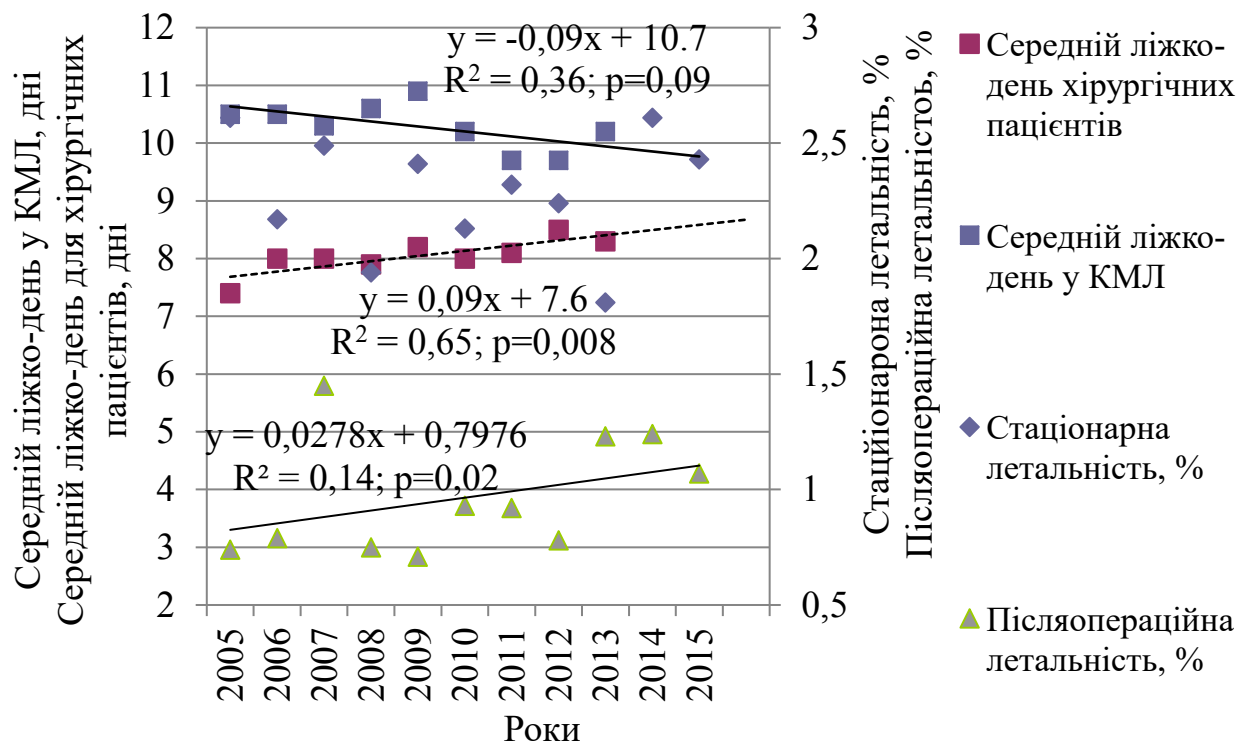 Середній ліжко-день у КМЛ, дні
Середній ліжко-день для хірургічних
пацієнтів, дні
12
11
10
9
8
7
6
5
4
3
2
y = -0,09x + 10.7
R² = 0,36; p=0,09
y = 0,09x + 7.6
R² = 0,65; p=0,008
y = 0,0278x + 0,7976
R² = 0,14; p=0,02
3
2,5
2
1,5
1
0,5
Стаційонарона летальність, %
Післяопераційна летальністоь, %
2005
2006
2007
2008
2009
2010
2011
2012
2013
2014
2015
Роки
Середній ліжко-
день хірургічних
пацієнтів
Середній ліжко-
день у КМЛ
Стаціонарна
летальність, %
Післяопераційна
летальність, %